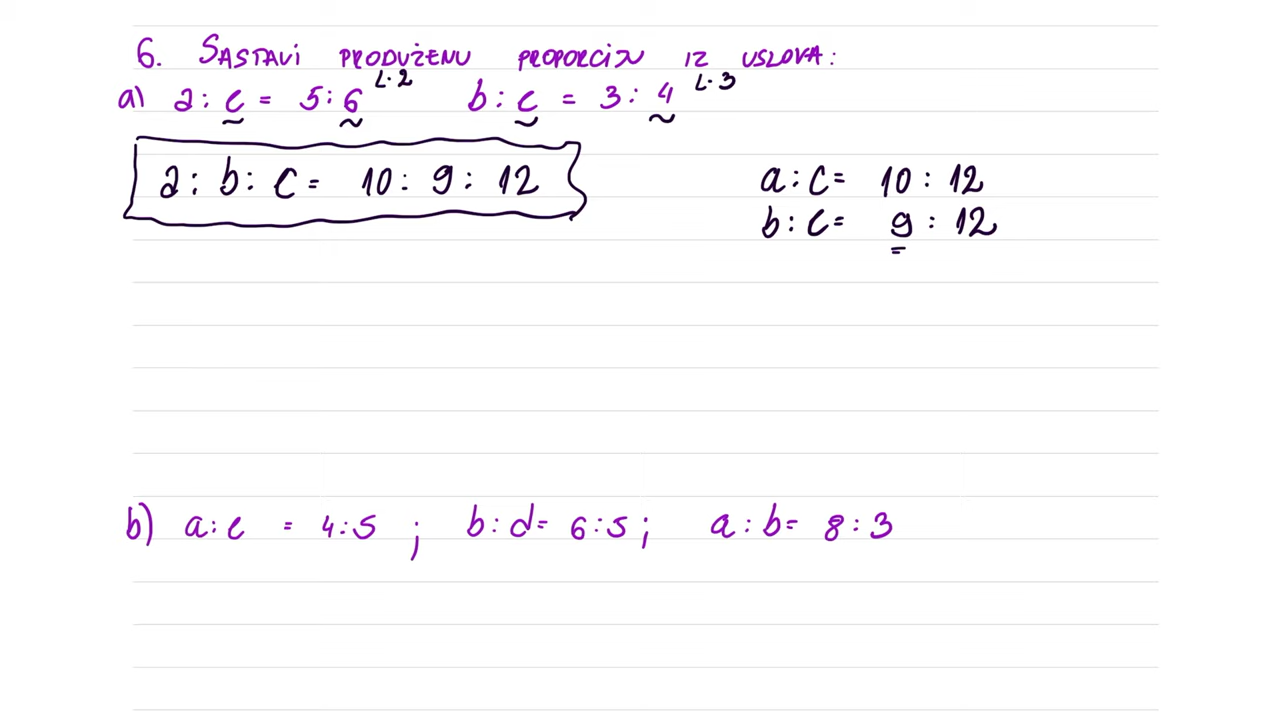 6. SASTAVI PRODUŽENU PROPORCIJU IZ USLOVA:
a) a : c = 5 : 6 L·2 b : c = 3 : 4 L·3
a : b : c = 10 : 9 : 12
a : c = 10 : 12
b : c = 9 : 12
b) a : c = 4 : 5 ; b : d = 6 : 5 ; a : b = 8 : 3